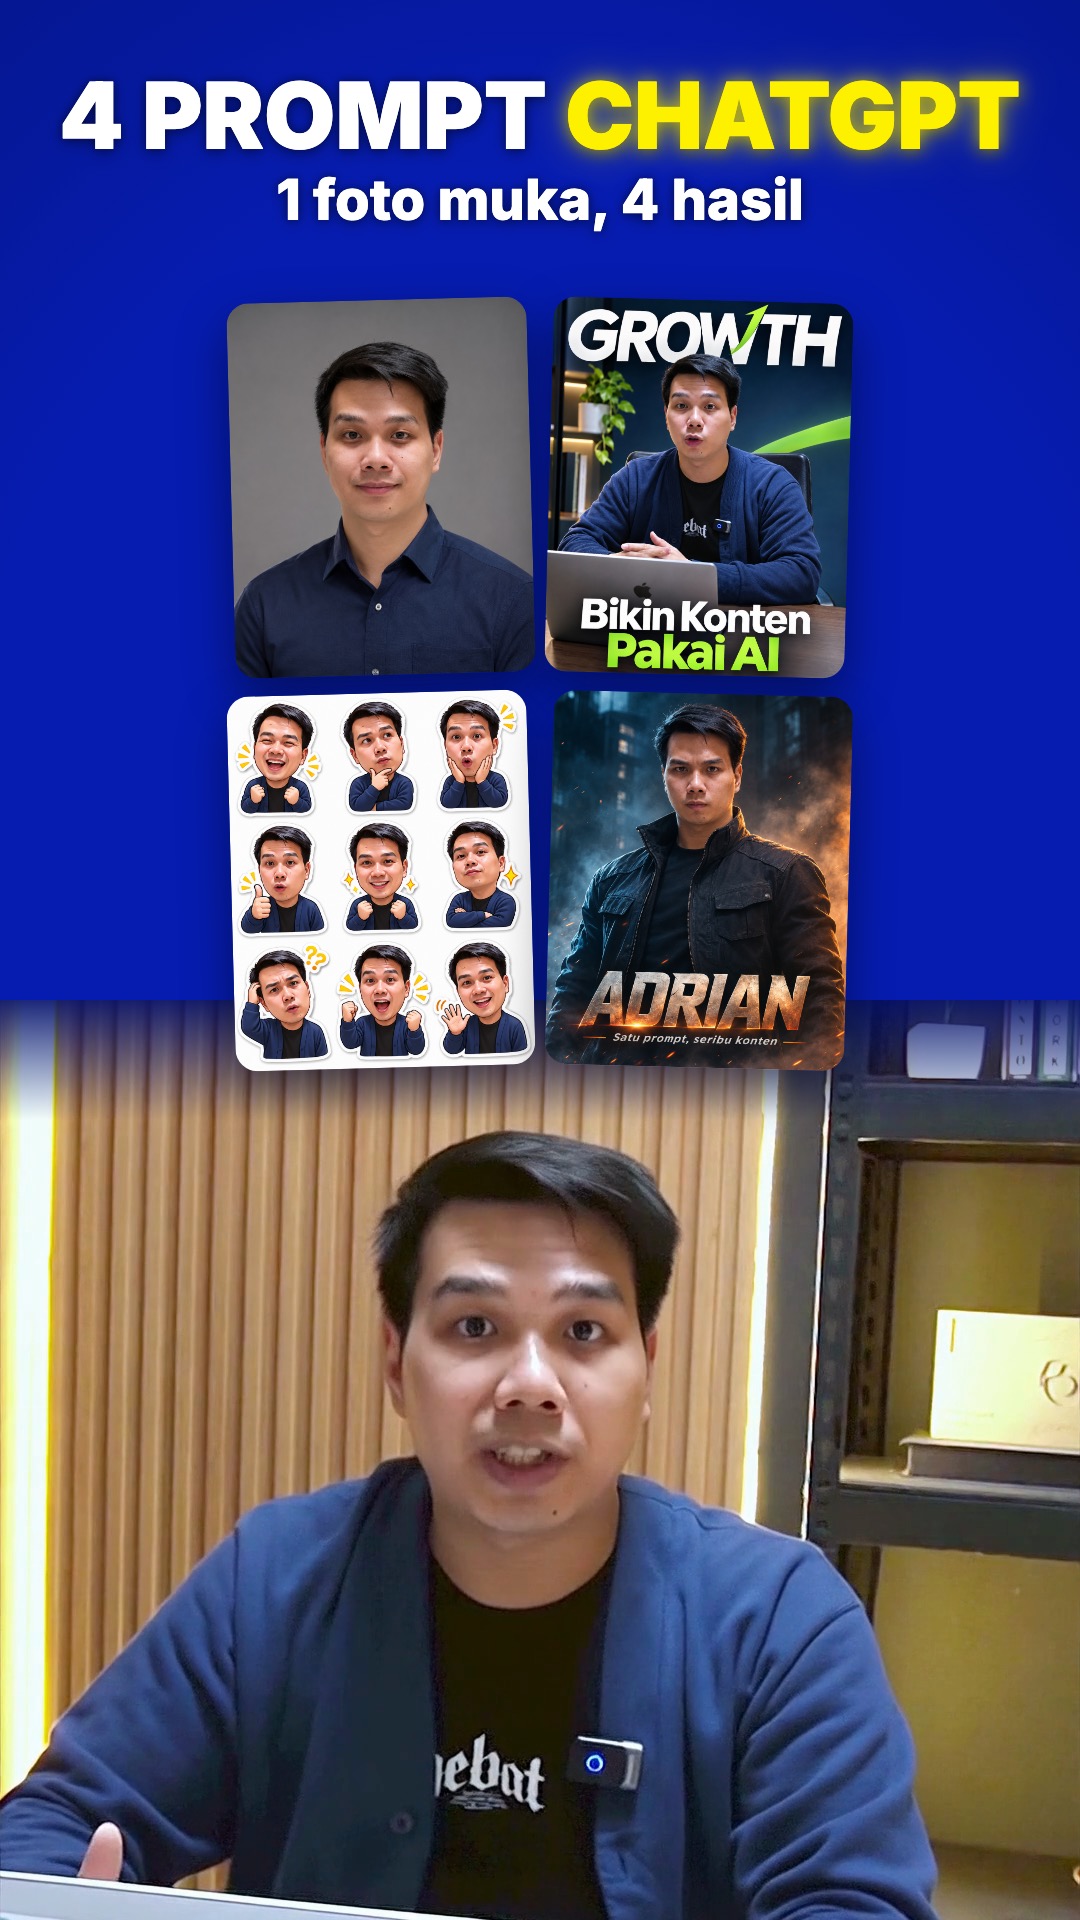 4 PROMPT CHATGPT
1 foto muka, 4 hasil
GROWTH
Bikin Konten
Pakai AI
??
ADRIAN
Satu prompt, seribu konten